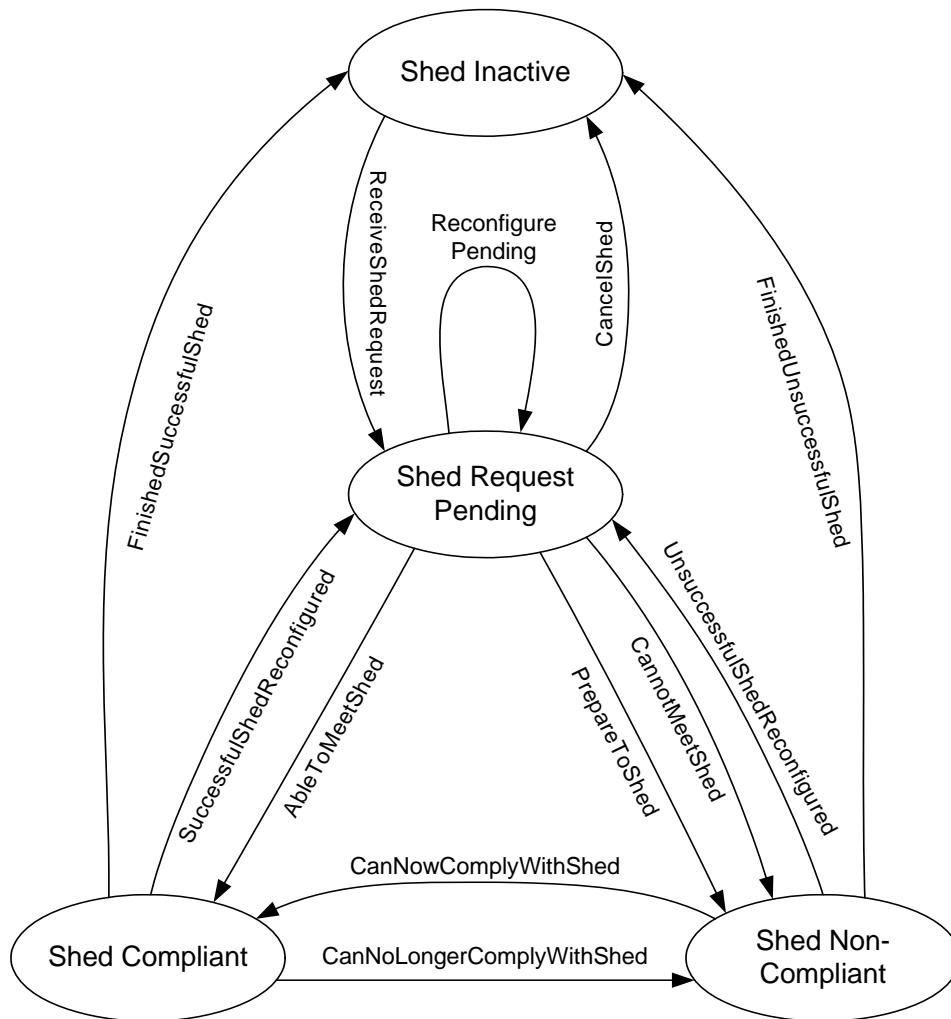 Shed Inactive
ReceiveShedRequest
Reconfigure
Pending
CancelShed
FinishedSuccessfulShed
FinishedUnsuccessfulShed
Shed Request
Pending
SuccessfulShedReconfigured
AbleToMeetShed
PrepareToShed
CannotMeetShed
UnsuccessfulShedReconfigured
CanNowComplyWithShed
Shed Compliant
CanNoLongerComplyWithShed
Shed Non-
Compliant